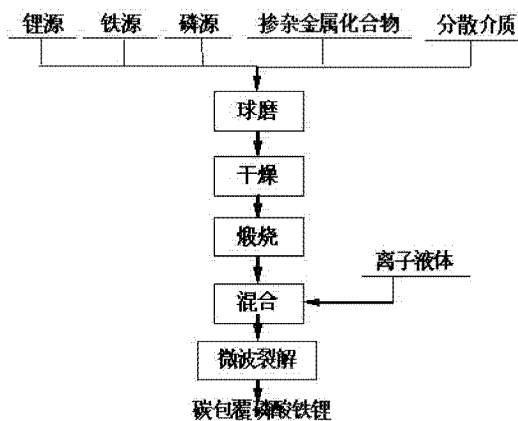 锂源 铁源 磷源 掺杂金属化合物 分散介质
球磨
干燥
煅烧
离子液体
混合
微波裂解
碳包覆磷酸铁锂